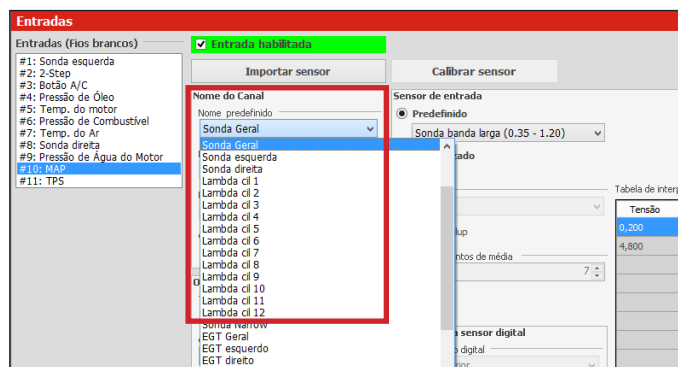 Entradas
Entradas (Fios brancos)
#1: Sonda esquerda
#2: 2-Step
#3: Botão A/C
#4: Pressão de Óleo
#5: Temp. do motor
#6: Pressão de Combustível
#7: Temp. do Ar
#8: Sonda direita
#9: Pressão de Água do Motor
#10: MAP
#11: TPS
Entrada habilitada
Importar sensor
Calibrar sensor
Nome do Canal
Nome predefinido
Sonda Geral
Sonda Geral
Sonda esquerda
Sonda direita
Lambda cil 1
Lambda cil 2
Lambda cil 3
Lambda cil 4
Lambda cil 5
Lambda cil 6
Lambda cil 7
Lambda cil 8
Lambda cil 9
Lambda cil 10
Lambda cil 11
Lambda cil 12
Sonda Narrow
EGT Geral
EGT esquerdo
EGT direito
Sensor de entrada
Predefinido
Sonda banda larga (0.35 - 1.20)
zado
lup
ntos de média
7
sensor digital
digital
Tabela de inter
Tensão
0,200
4,800